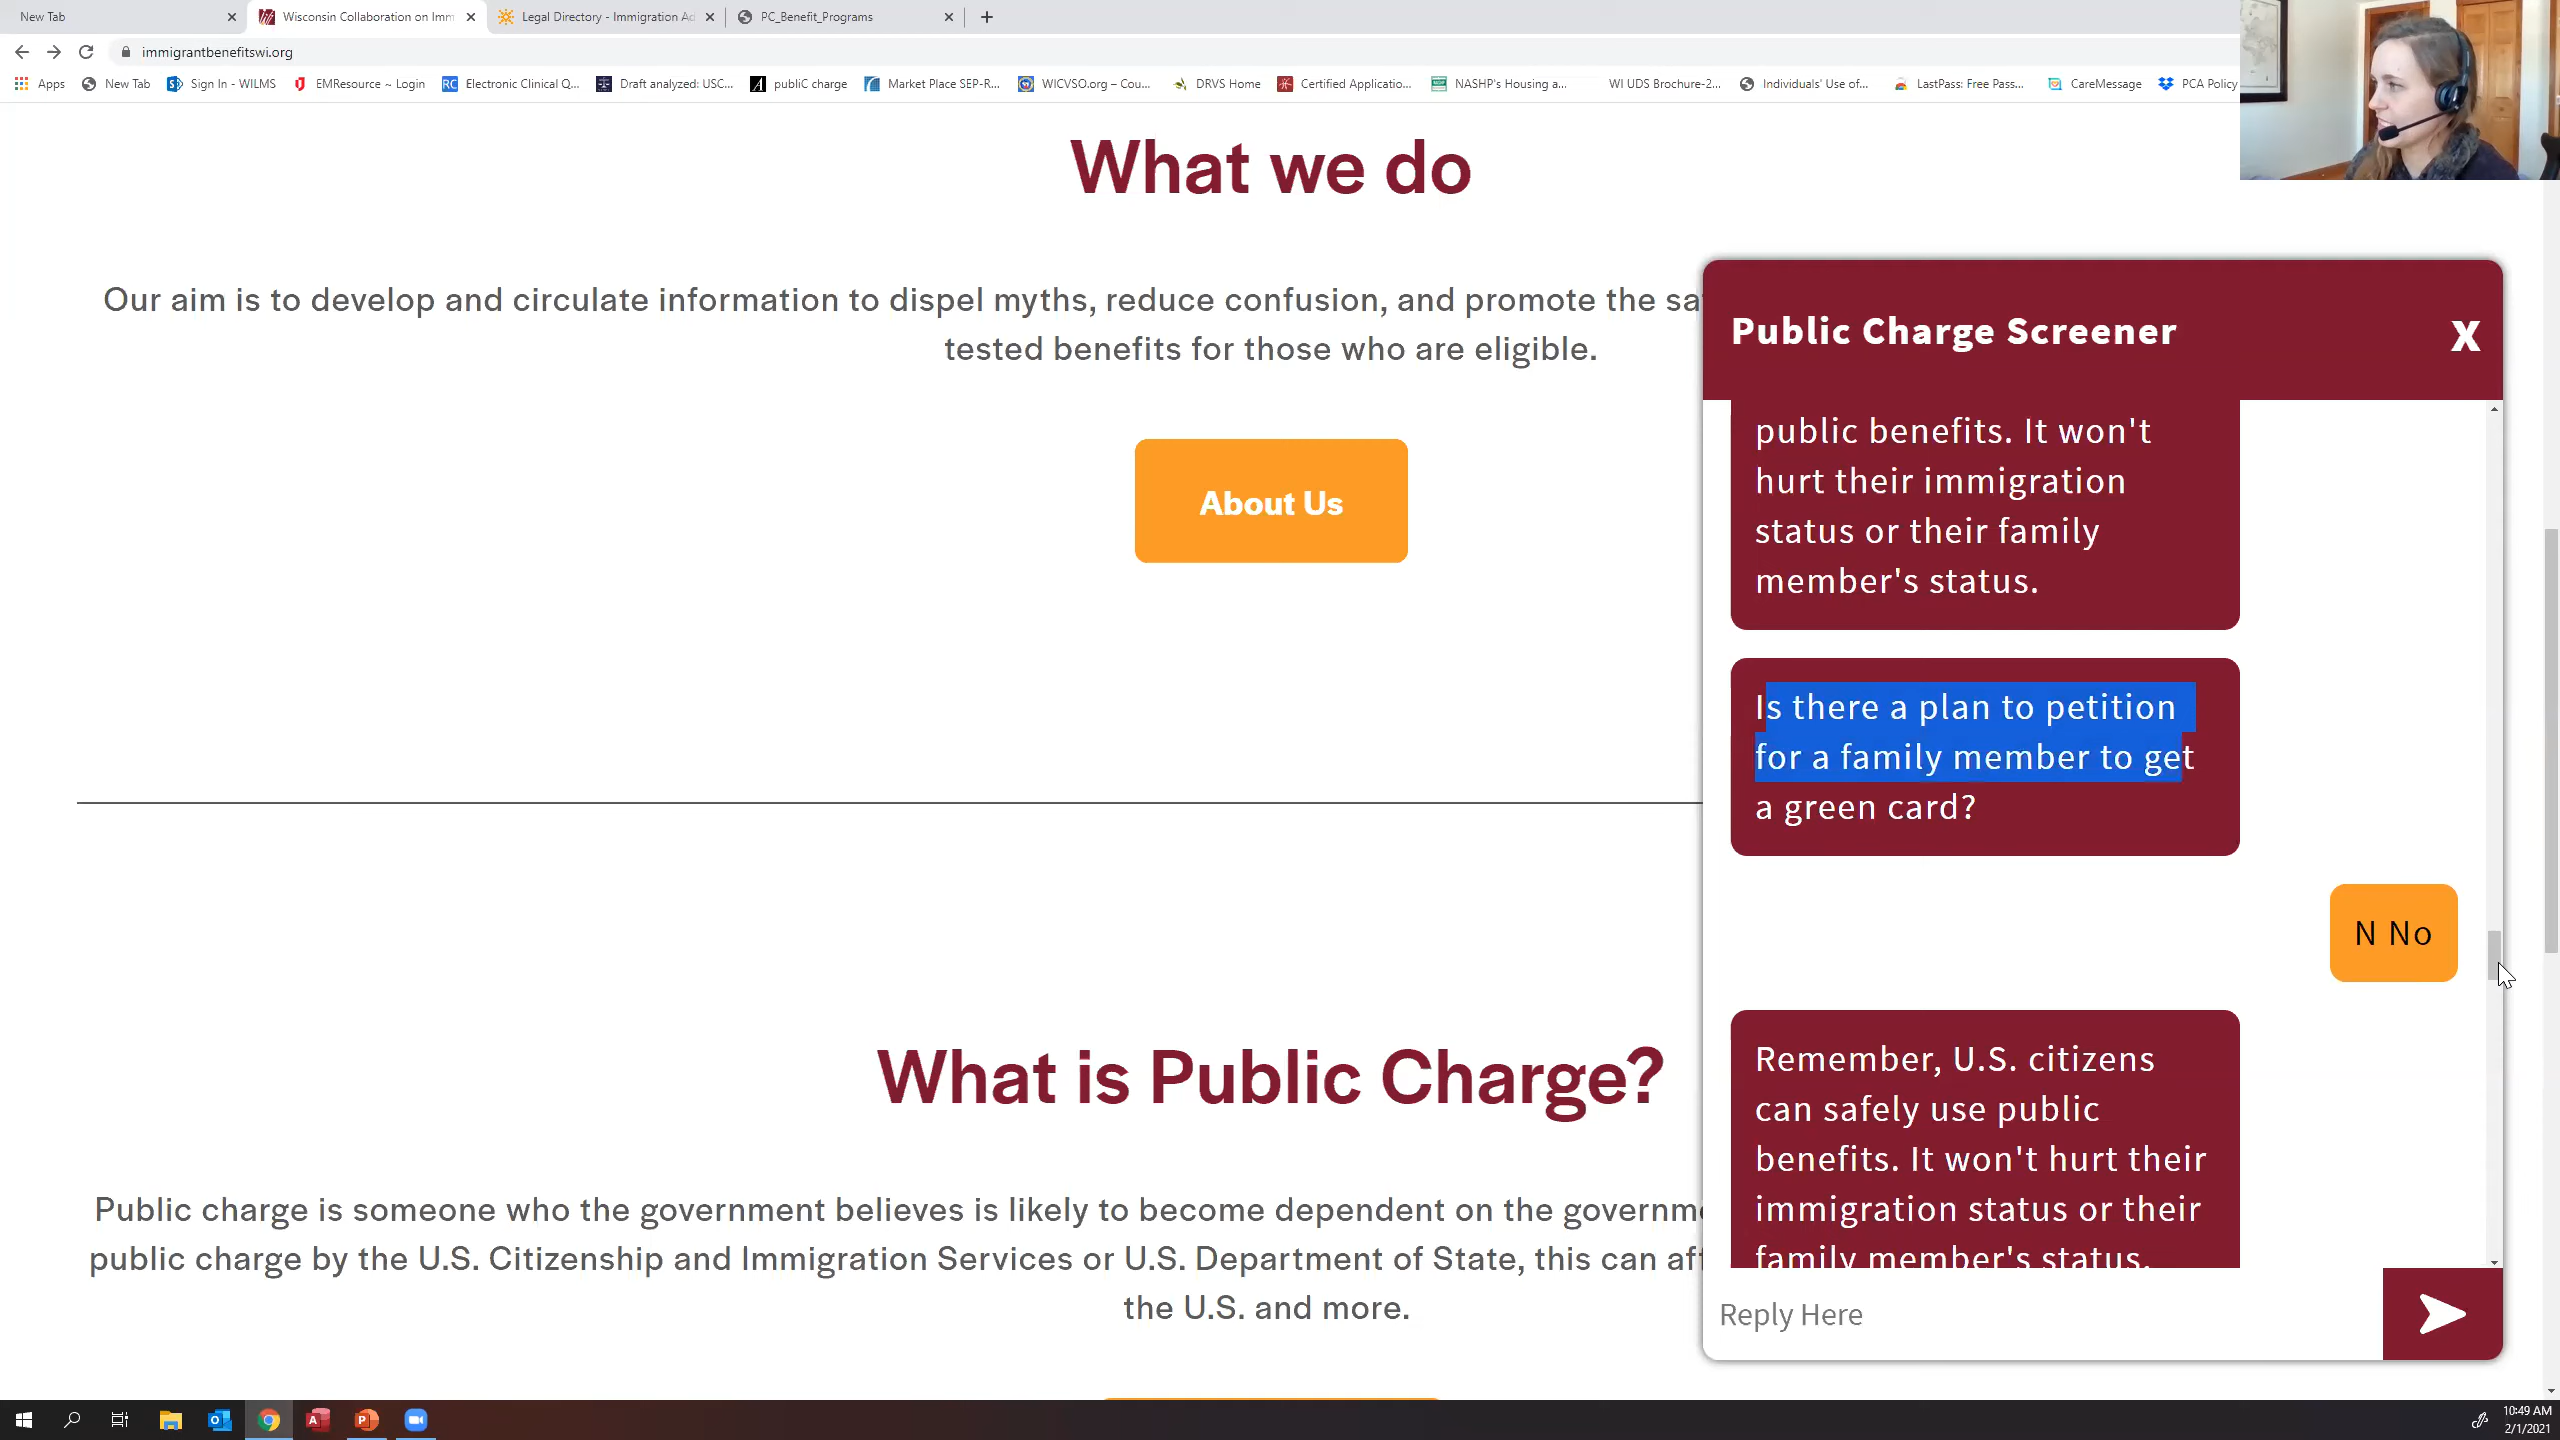 New Tab
Wisconsin Collaboration on Imm
Legal Directory - Immigration Ad
PC_Benefit_Programs
immigrantbenefitswi.org
Apps
New Tab
Sign In - WILMS
EMResource ~ Login
Electronic Clinical Q...
Draft analyzed: USC...
publiC charge
Market Place SEP-R...
WICVSO.org – Cou...
DRVS Home
Certified Applicatio...
NASHP's Housing a...
WI UDS Brochure-2...
Individuals' Use of...
LastPass: Free Pass...
CareMessage
PCA Policy
What we do
Our aim is to develop and circulate information to dispel myths, reduce confusion, and promote the sa
tested benefits for those who are eligible.
About Us
What is Public Charge?
Public charge is someone who the government believes is likely to become dependent on the governme
public charge by the U.S. Citizenship and Immigration Services or U.S. Department of State, this can aff
the U.S. and more.
Public Charge Screener
X
public benefits. It won't
hurt their immigration
status or their family
member's status.
Is there a plan to petition
for a family member to get
a green card?
N No
Remember, U.S. citizens
can safely use public
benefits. It won't hurt their
immigration status or their
family member's status.
Reply Here
10:49 AM
2/1/2021